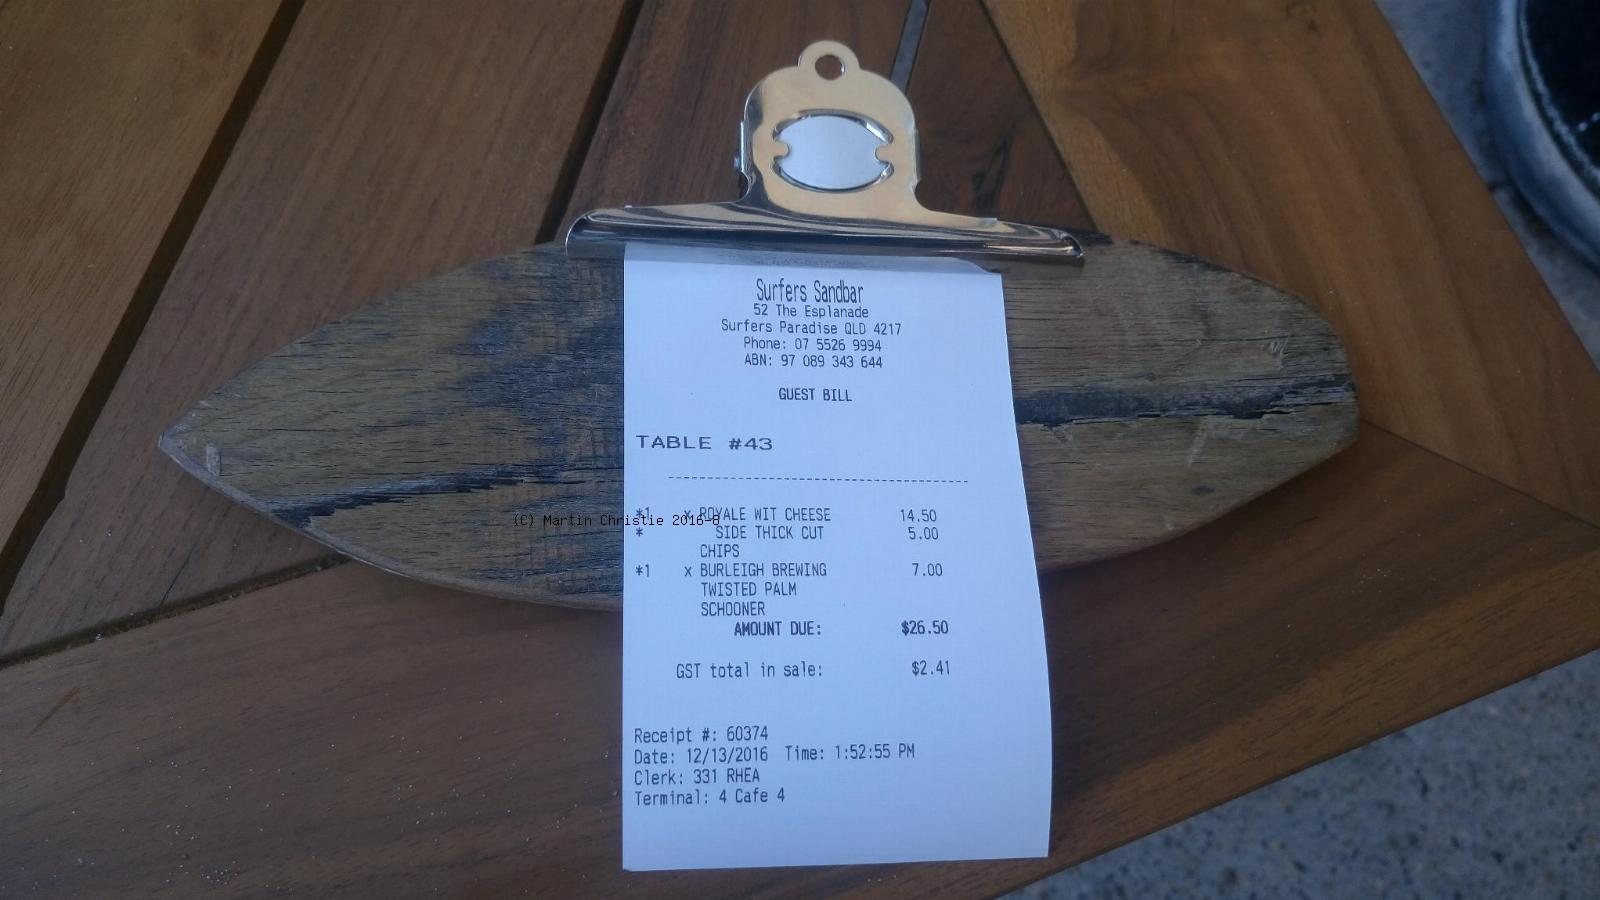 Surfers Sandbar
52 The Esplanade
Surfers Paradise QLD 4217
Phone: 07 5526 9994
ABN: 97 089 343 644
GUEST BILL
TABLE #43
*1 x ROYALE WIT CHEESE 14.50
(C) Martin Christie 2016-8
* SIDE THICK CUT 5.00
CHIPS
*1 x BURLEIGH BREWING 7.00
TWISTED PALM
SCHOONER
AMOUNT DUE: $26.50
GST total in sale: $2.41
Receipt #: 60374
Date: 12/13/2016 Time: 1:52:55 PM
Clerk: 331 RHEA
Terminal: 4 Cafe 4